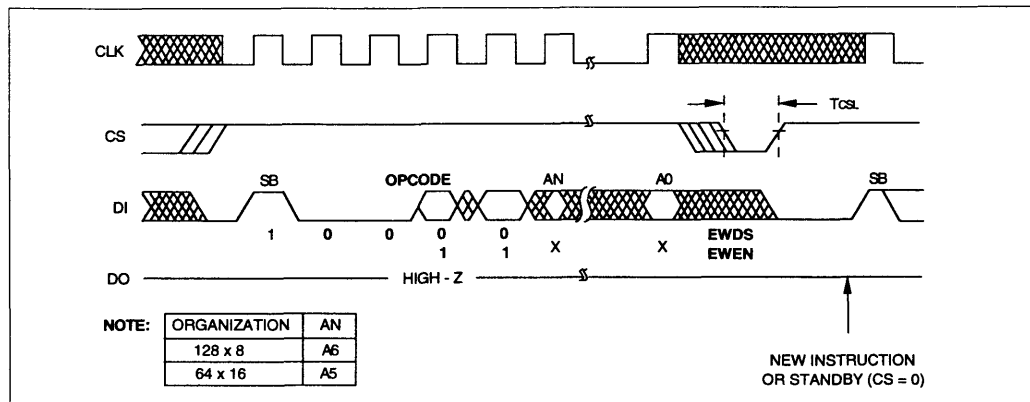 CLK
TCSL
CS
SB OPCODE AN A0 SB
DI
1 0 0 0 0 X X EWDS
1 1 EWEN
DO HIGH - Z
NOTE: ORGANIZATION AN
128 x 8 A6
64 x 16 A5
NEW INSTRUCTION
OR STANDBY (CS = 0)